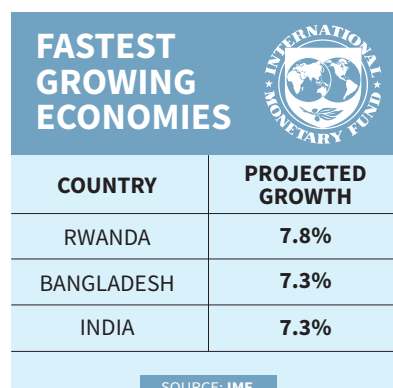 FASTEST
GROWING
ECONOMIES
INTERNATIONAL
MONETARY FUND
COUNTRY
PROJECTED
GROWTH
RWANDA 7.8%
BANGLADESH 7.3%
INDIA 7.3%
SOURCE: IMF